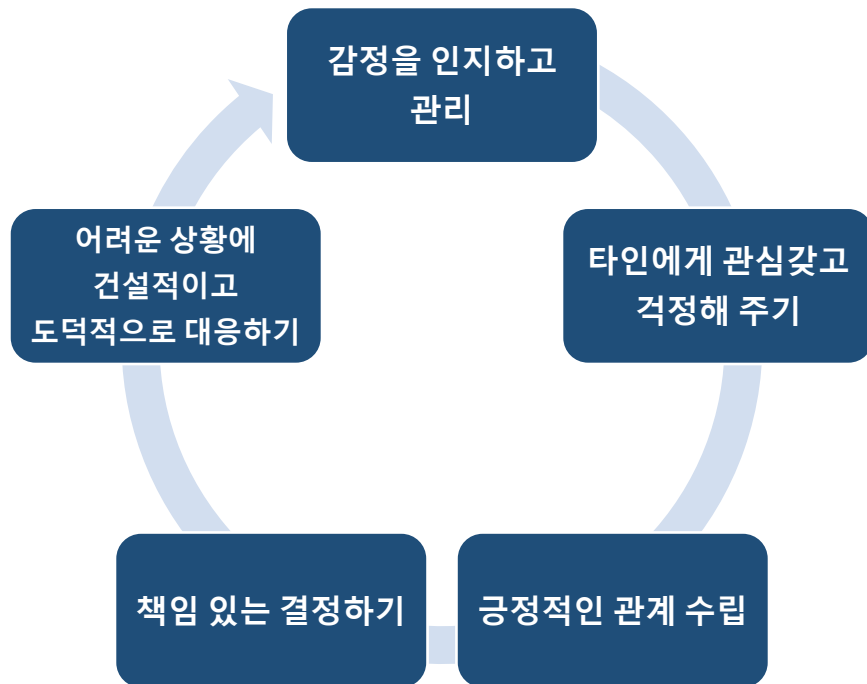 감정을 인지하고
관리
타인에게 관심갖고
걱정해 주기
긍정적인 관계 수립
책임 있는 결정하기
어려운 상황에
건설적이고
도덕적으로 대응하기